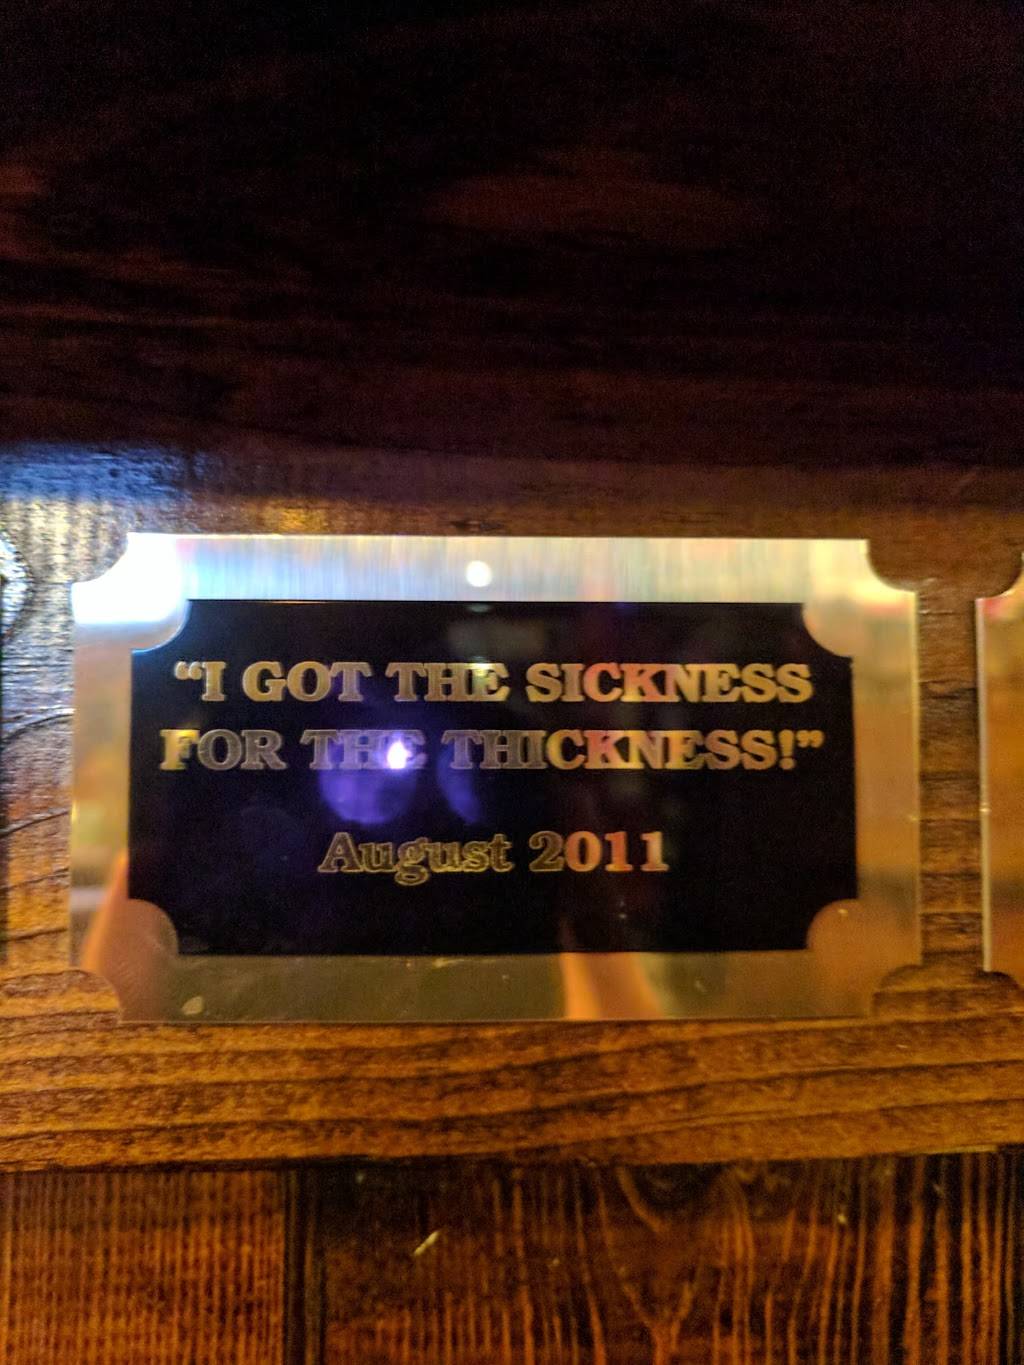 “I GOT THE SICKNESS
FOR THE THICKNESS!”
August 2011